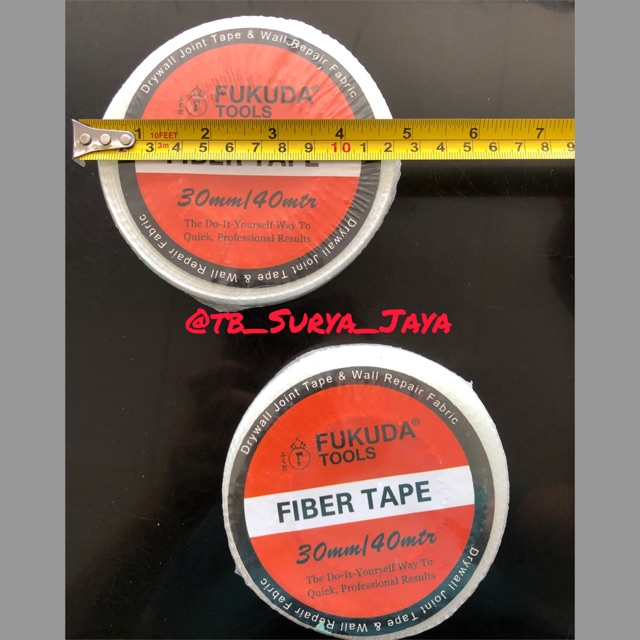 Drywall Joint Tape & Wall Repair Fabric
FUKUDA®
TOOLS
1 2 3 4 5 6 7
10FEET
3m 3 4 5 6 7 8 9 10 1 2 3 4 5 6 7 8
FIBER TAPE
30mm/40mtr
The Do-It-Yourself Way To
Quick, Professional Results
Drywall Joint Tape & Wall Repair Fabric
@TB_SURYA_JAYA
Drywall Joint Tape & Wall Repair Fabric
FUKUDA®
TOOLS
FIBER TAPE
30mm/40mtr
The Do-It-Yourself Way To
Quick, Professional Results
Drywall Joint Tape & Wall Repair Fabric